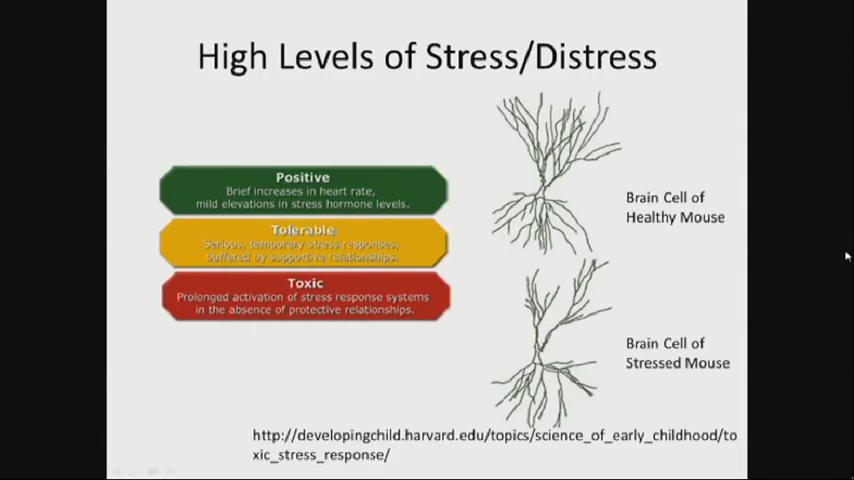 High Levels of Stress/Distress
Positive
Brief increases in heart rate,
mild elevations in stress hormone levels.
Tolerable
Serious, temporary stress responses,
buffered by supportive relationships.
Toxic
Prolonged activation of stress response systems
in the absence of protective relationships.
Brain Cell of
Healthy Mouse
Brain Cell of
Stressed Mouse
http://developingchild.harvard.edu/topics/science_of_early_childhood/to
xic_stress_response/